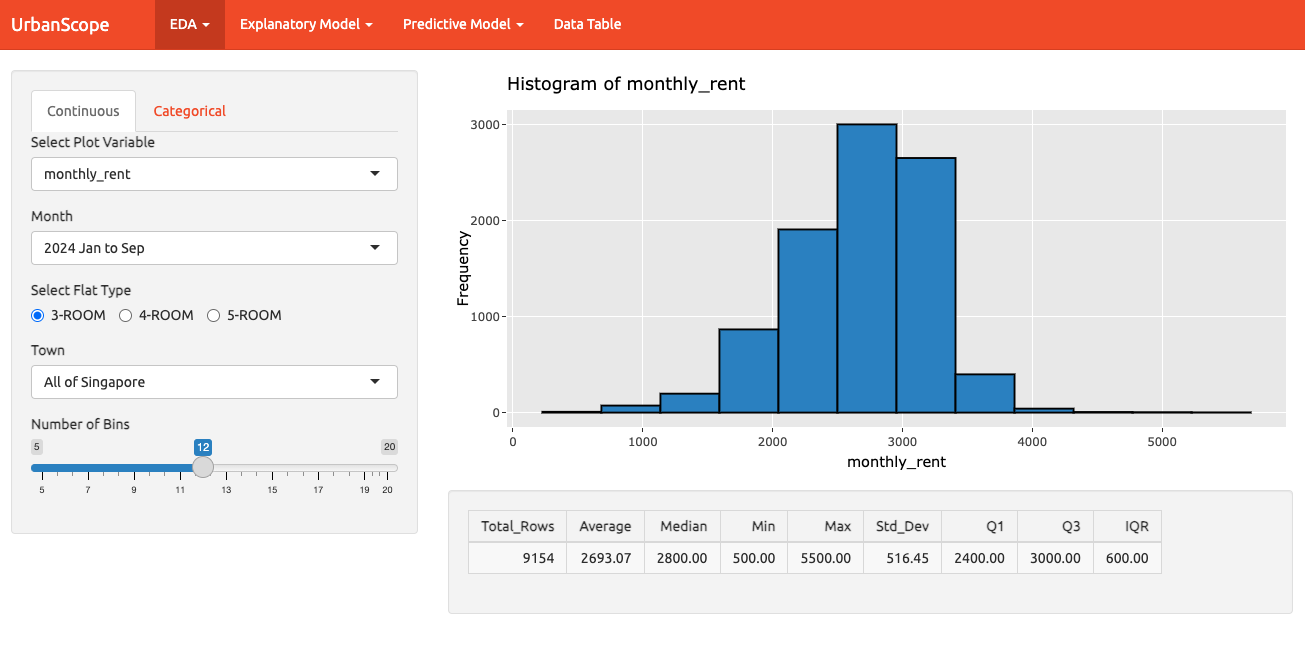 UrbanScope EDA Explanatory Model Predictive Model Data Table
Continuous Categorical
Select Plot Variable
monthly_rent
Month
2024 Jan to Sep
Select Flat Type
3-ROOM 4-ROOM 5-ROOM
Town
All of Singapore
Number of Bins
5 12 20
5 7 9 11 13 15 17 19 20
Histogram of monthly_rent
Frequency
3000
2000
1000
0
0 1000 2000 3000 4000 5000
monthly_rent
Total_Rows Average Median Min Max Std_Dev Q1 Q3 IQR
9154 2693.07 2800.00 500.00 5500.00 516.45 2400.00 3000.00 600.00